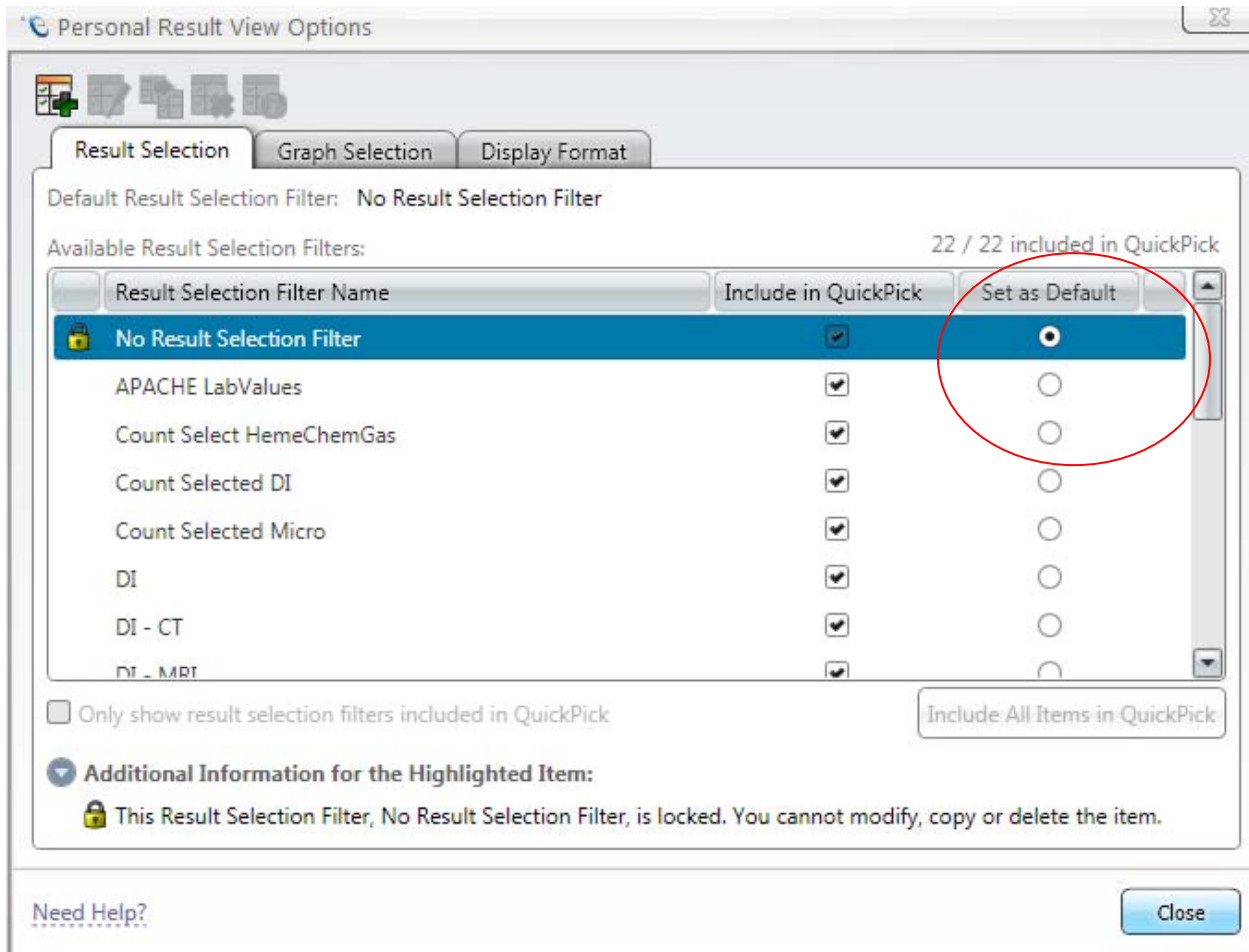 Personal Result View Options
Result Selection Graph Selection Display Format
Default Result Selection Filter: No Result Selection Filter
Available Result Selection Filters: 22 / 22 included in QuickPick
Result Selection Filter Name Include in QuickPick Set as Default
No Result Selection Filter
APACHE LabValues
Count Select HemeChemGas
Count Selected DI
Count Selected Micro
DI
DI - CT
DI - MRI
Only show result selection filters included in QuickPick Include All Items in QuickPick
Additional Information for the Highlighted Item:
This Result Selection Filter, No Result Selection Filter, is locked. You cannot modify, copy or delete the item.
Need Help? Close